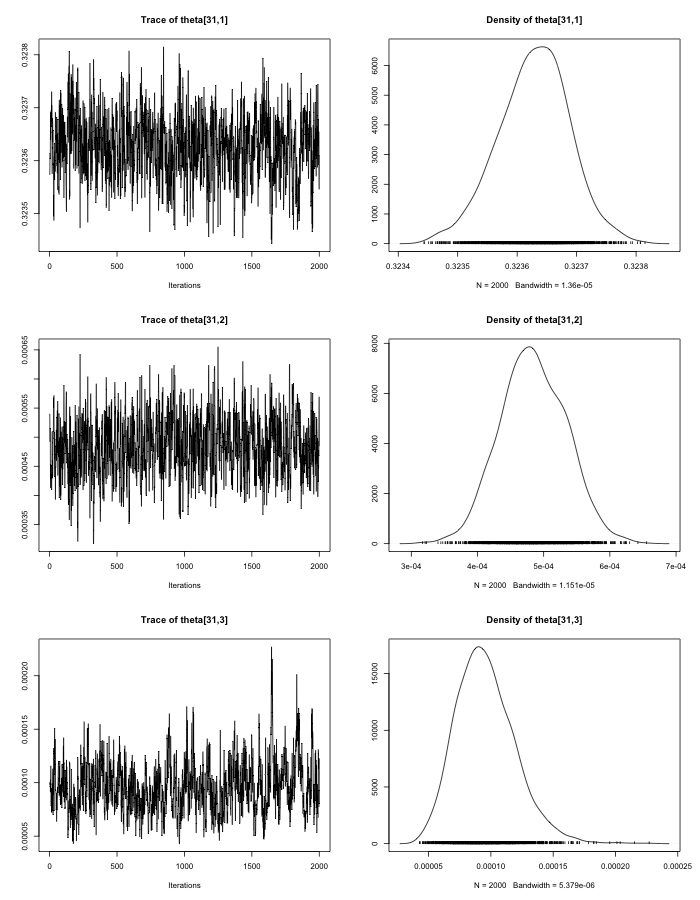 Trace of theta[31,1]
Density of theta[31,1]
0.3238
0.3237
0.3236
0.3235
0 500 1000 1500 2000
Iterations
6000
5000
4000
3000
2000
1000
0
0.3234 0.3235 0.3236 0.3237 0.3238
N = 2000 Bandwidth = 1.36e-05
Trace of theta[31,2]
Density of theta[31,2]
0.00065
0.00055
0.00045
0.00035
0 500 1000 1500 2000
Iterations
8000
6000
4000
2000
0
3e-04 4e-04 5e-04 6e-04 7e-04
N = 2000 Bandwidth = 1.151e-05
Trace of theta[31,3]
Density of theta[31,3]
0.00020
0.00015
0.00010
0.00005
0 500 1000 1500 2000
Iterations
15000
10000
5000
0
0.00005 0.00010 0.00015 0.00020 0.00025
N = 2000 Bandwidth = 5.379e-06